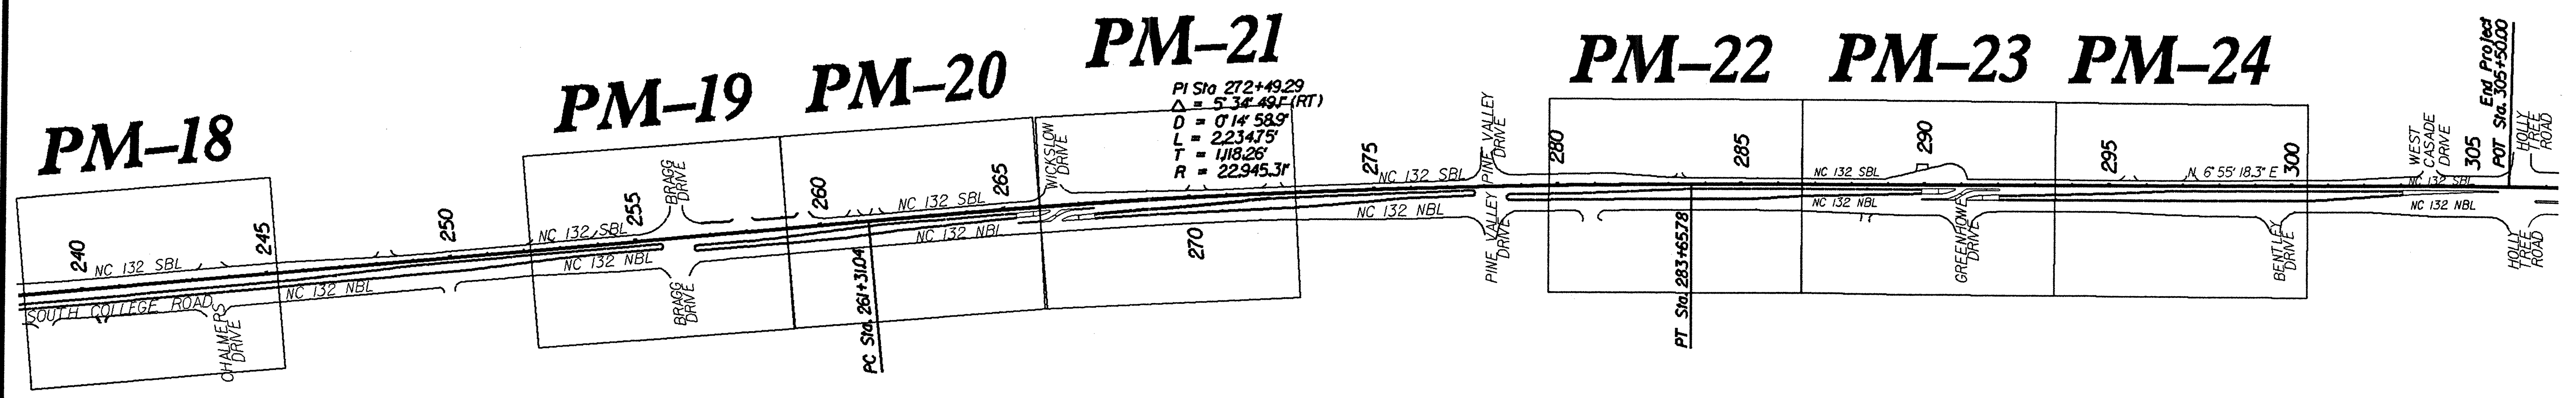 PM–18
PM–19
PM–20
PM–21
PM–22
PM–23
PM–24
PI Sta 272+49.29
Δ = 5° 34' 49.1" (RT)
D = 0° 14' 58.9"
L = 2,234.75'
T = 1,118.26'
R = 22,945.31'
240
245
250
255
260
265
270
275
280
285
290
295
300
305
NC 132 SBL
SOUTH COLLEGE ROAD
CHALMERS
DRIVE
NC 132 NBL
NC 132 SBL
NC 132 NBL
BRAGG
DRIVE
BRAGG
DRIVE
PC Sta. 261+31.04
NC 132 SBL
NC 132 NBL
WICKSLOW
DRIVE
NC 132 SBL
NC 132 NBL
PINE VALLEY
DRIVE
PINE VALLEY
DRIVE
PT Sta. 283+65.78
NC 132 SBL
NC 132 NBL
GREENHOWE
DRIVE
N 6° 55' 18.3" E
BENTLEY
DRIVE
WEST
CASADE
DRIVE
NC 132 SBL
NC 132 NBL
End Project
POT Sta. 305+50.00
HOLLY
TREE
ROAD
HOLLY
TREE
ROAD